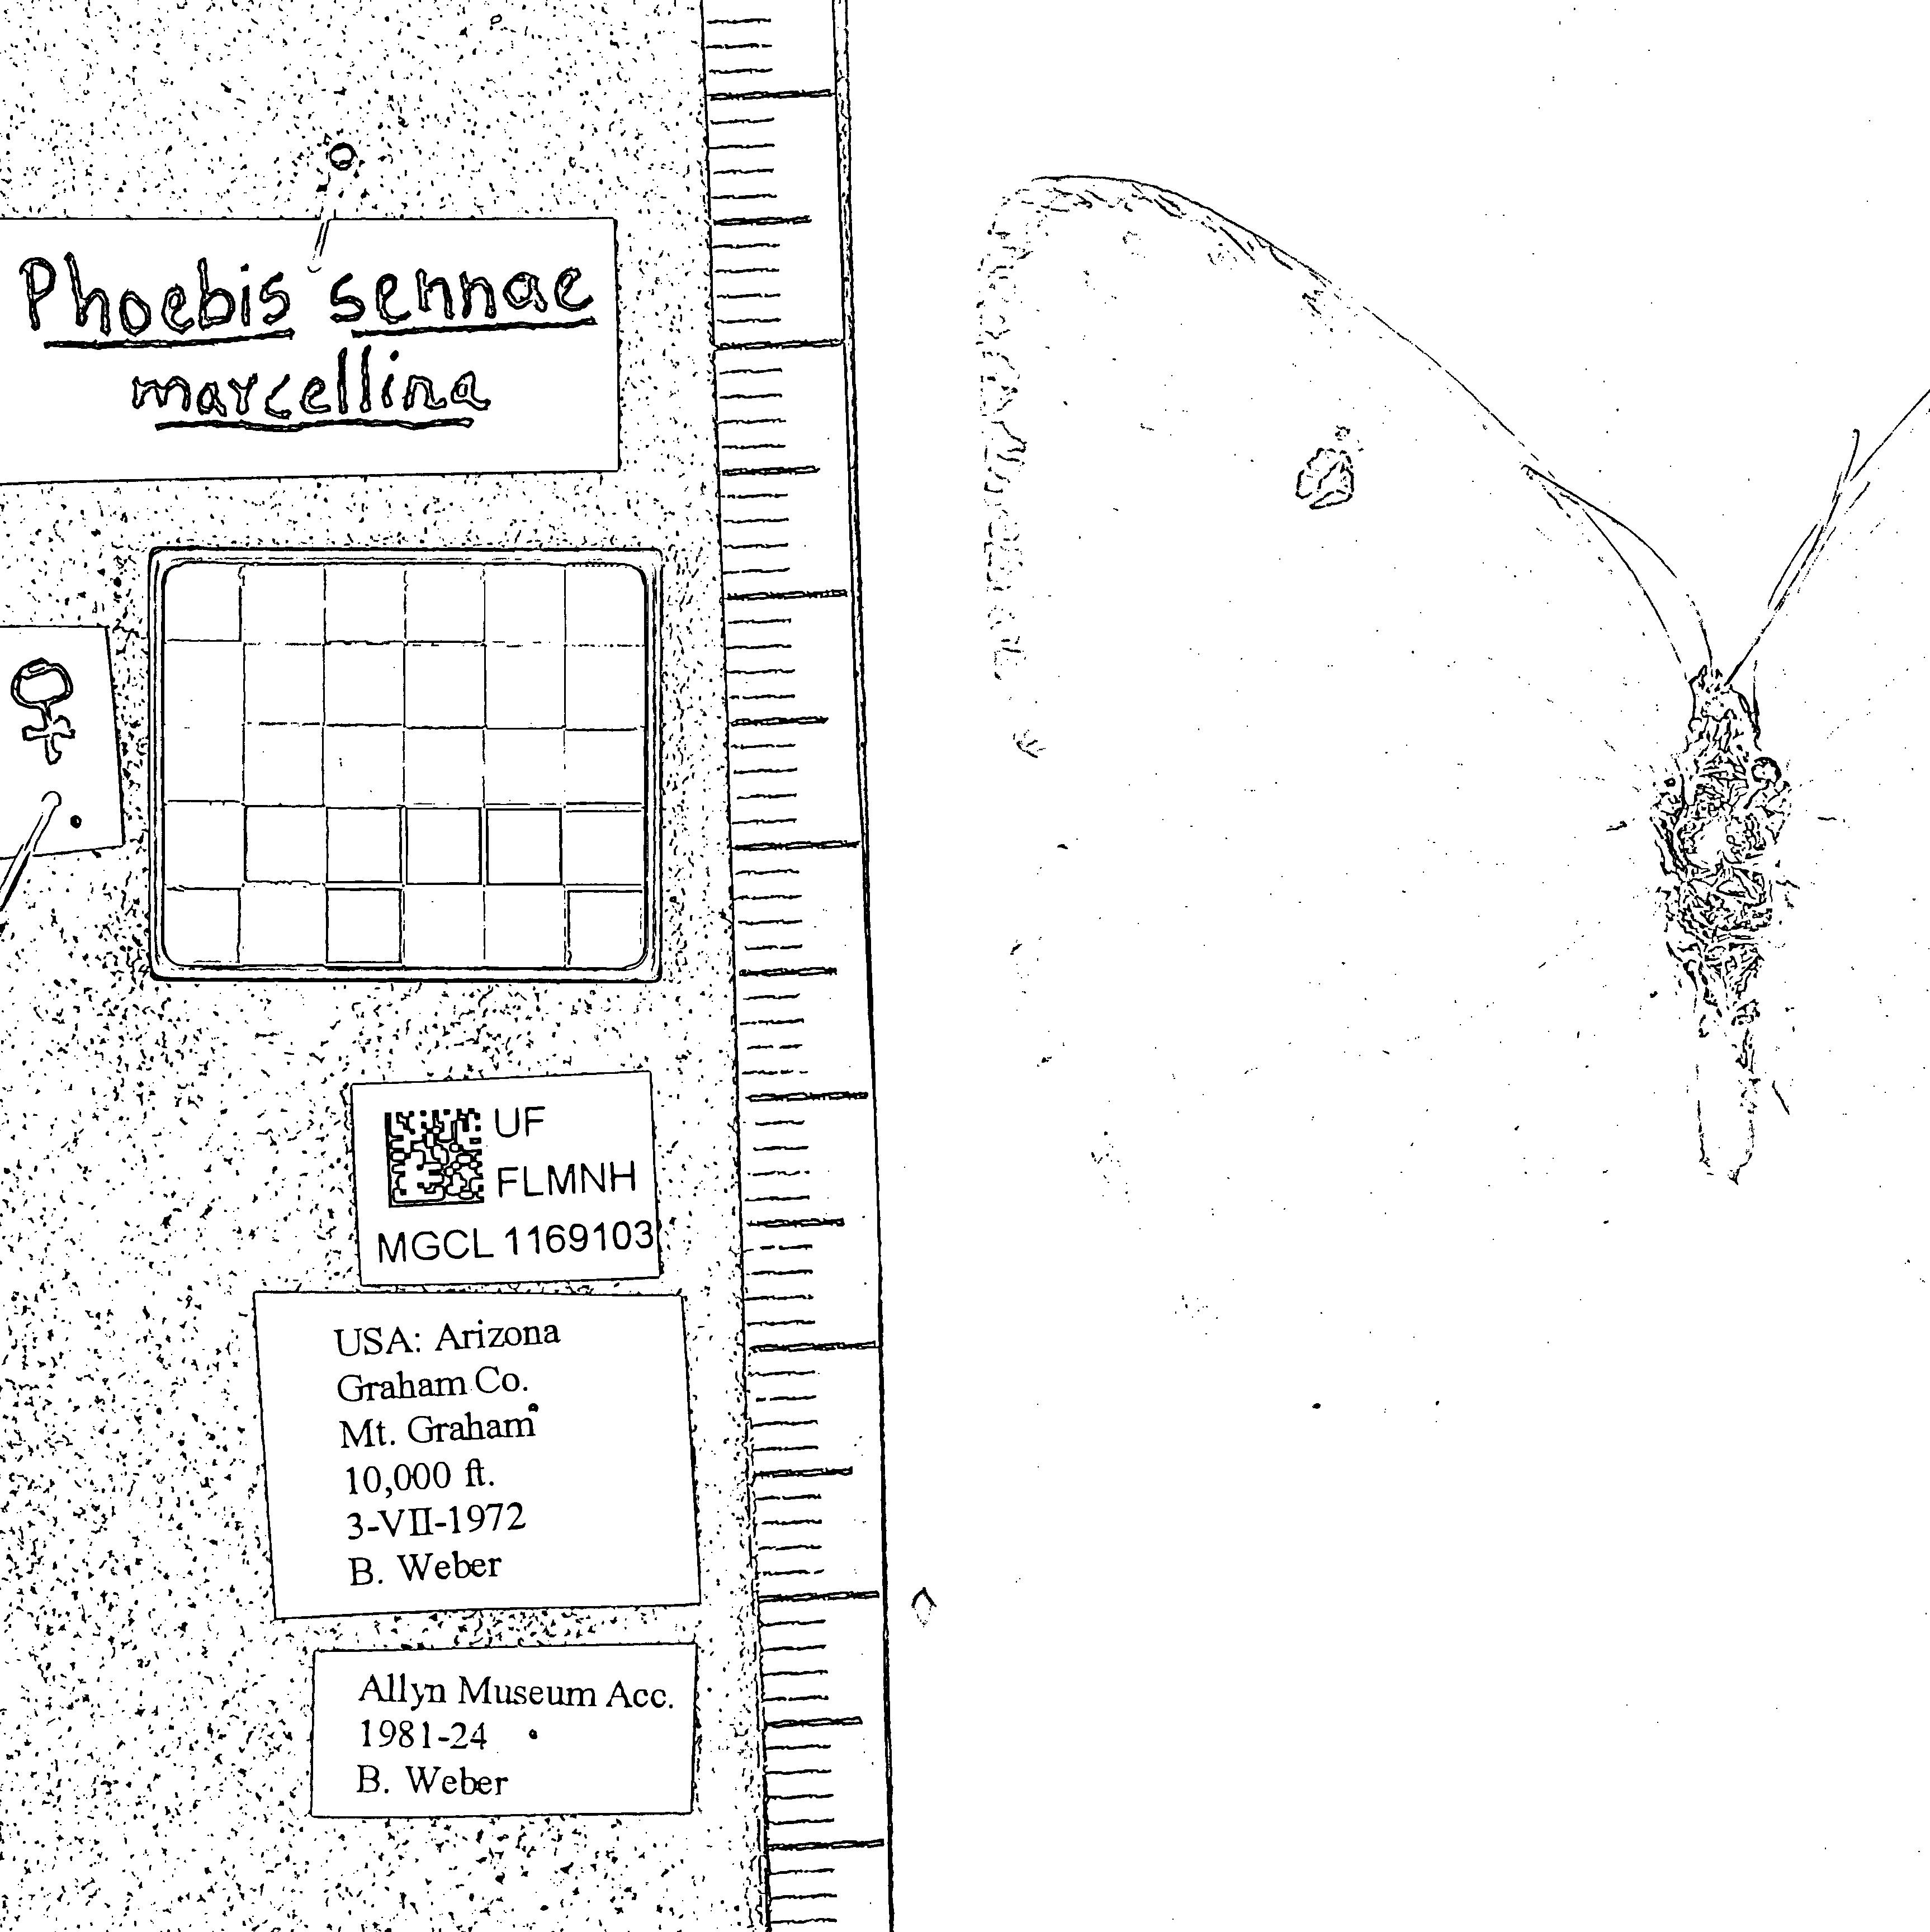 Phoebis sennae
marcellina
♀
UF
FLMNH
MGCL 1169103
USA: Arizona
Graham Co.
Mt. Graham
10,000 ft.
3-VII-1972
B. Weber
Allyn Museum Acc.
1981-24
B. Weber